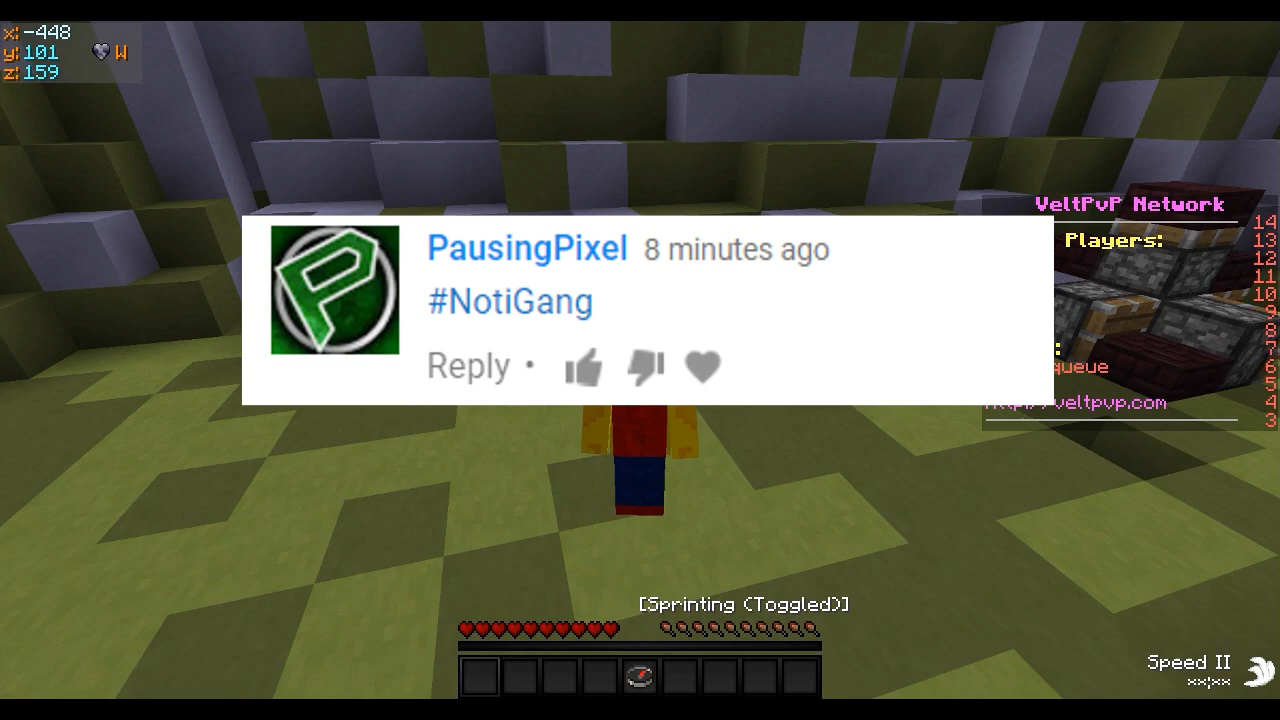 x: -448
y: 101 W
z: 159
VeltPvP Network
14
Players:
13
12
11
10
9
8
:
7
queue
6
5
veltpvp.com
4
3
PausingPixel 8 minutes ago
#NotiGang
Reply •
[Sprinting (Toggled)]
Speed II
**:**